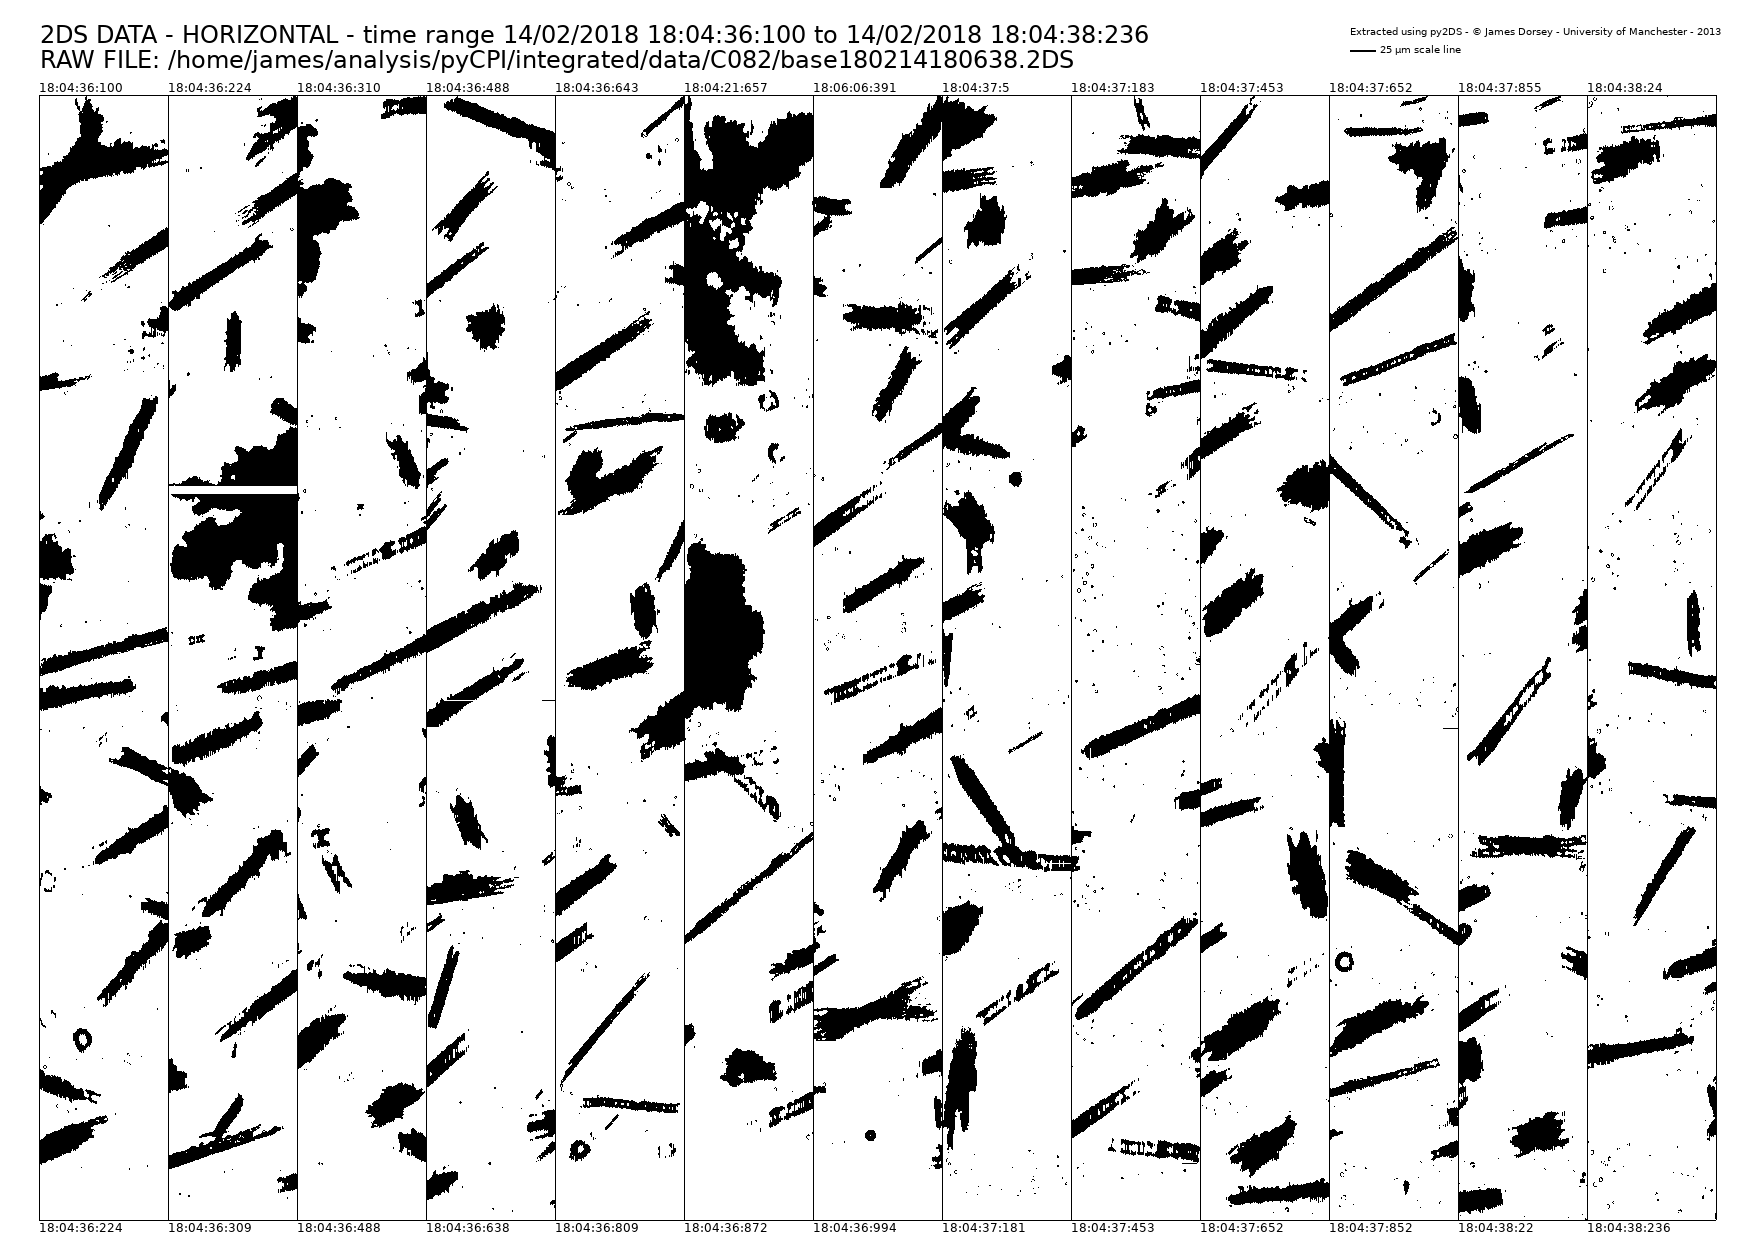 2DS DATA - HORIZONTAL - time range 14/02/2018 18:04:36:100 to 14/02/2018 18:04:38:236
RAW FILE: /home/james/analysis/pyCPI/integrated/data/C082/base180214180638.2DS
Extracted using py2DS - © James Dorsey - University of Manchester - 2013
25 µm scale line
18:04:36:100 18:04:36:224 18:04:36:310 18:04:36:488 18:04:36:643 18:04:21:657 18:06:06:391 18:04:37:5 18:04:37:183 18:04:37:453 18:04:37:652 18:04:37:855 18:04:38:24
18:04:36:224 18:04:36:309 18:04:36:488 18:04:36:638 18:04:36:809 18:04:36:872 18:04:36:994 18:04:37:181 18:04:37:453 18:04:37:652 18:04:37:852 18:04:38:22 18:04:38:236